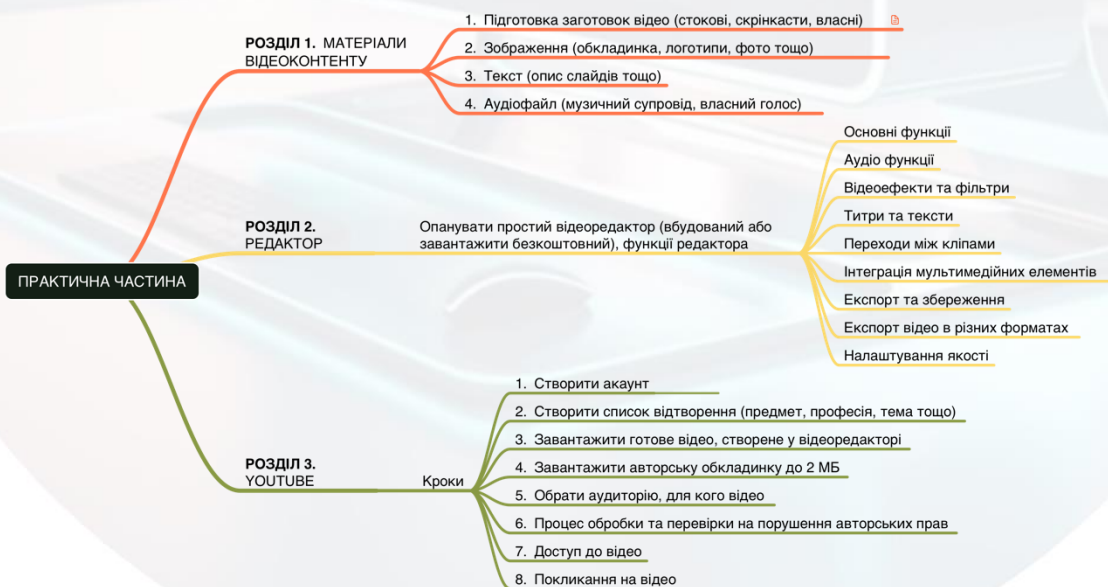 ПРАКТИЧНА ЧАСТИНА
РОЗДІЛ 1. МАТЕРІАЛИ
ВІДЕОКОНТЕНТУ
1. Підготовка заготовок відео (стокові, скрінкасти, власні)
2. Зображення (обкладинка, логотипи, фото тощо)
3. Текст (опис слайдів тощо)
4. Аудіофайл (музичний супровід, власний голос)
РОЗДІЛ 2.
РЕДАКТОР
Опанувати простий відеоредактор (вбудований або
завантажити безкоштовний), функції редактора
Основні функції
Аудіо функції
Відеоефекти та фільтри
Титри та тексти
Переходи між кліпами
Інтеграція мультимедійних елементів
Експорт та збереження
Експорт відео в різних форматах
Налаштування якості
РОЗДІЛ 3.
YOUTUBE
Кроки
1. Створити акаунт
2. Створити список відтворення (предмет, професія, тема тощо)
3. Завантажити готове відео, створене у відеоредакторі
4. Завантажити авторську обкладинку до 2 МБ
5. Обрати аудиторію, для кого відео
6. Процес обробки та перевірки на порушення авторських прав
7. Доступ до відео
8. Покликання на відео